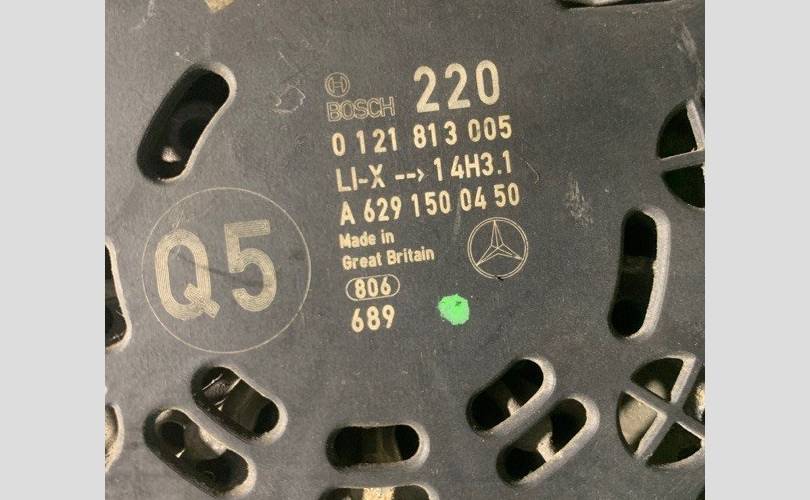 BOSCH 220
0 121 813 005
LI-X --> 14H3.1
A 629 150 04 50
Made in
Great Britain
806
689
Q5